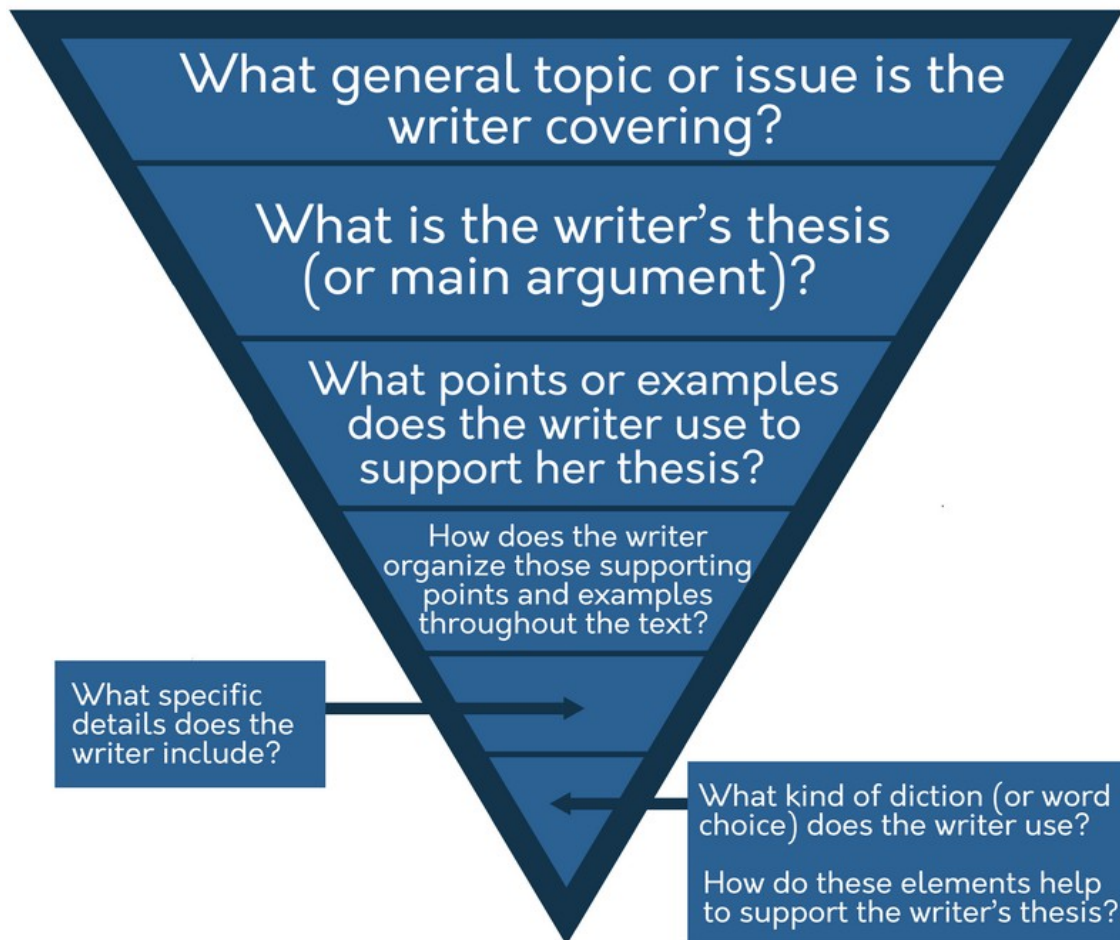 What general topic or issue is the
writer covering?
What is the writer’s thesis
(or main argument)?
What points or examples
does the writer use to
support her thesis?
How does the writer
organize those supporting
points and examples
throughout the text?
What specific
details does the
writer include?
What kind of diction (or word
choice) does the writer use?
How do these elements help
to support the writer’s thesis?